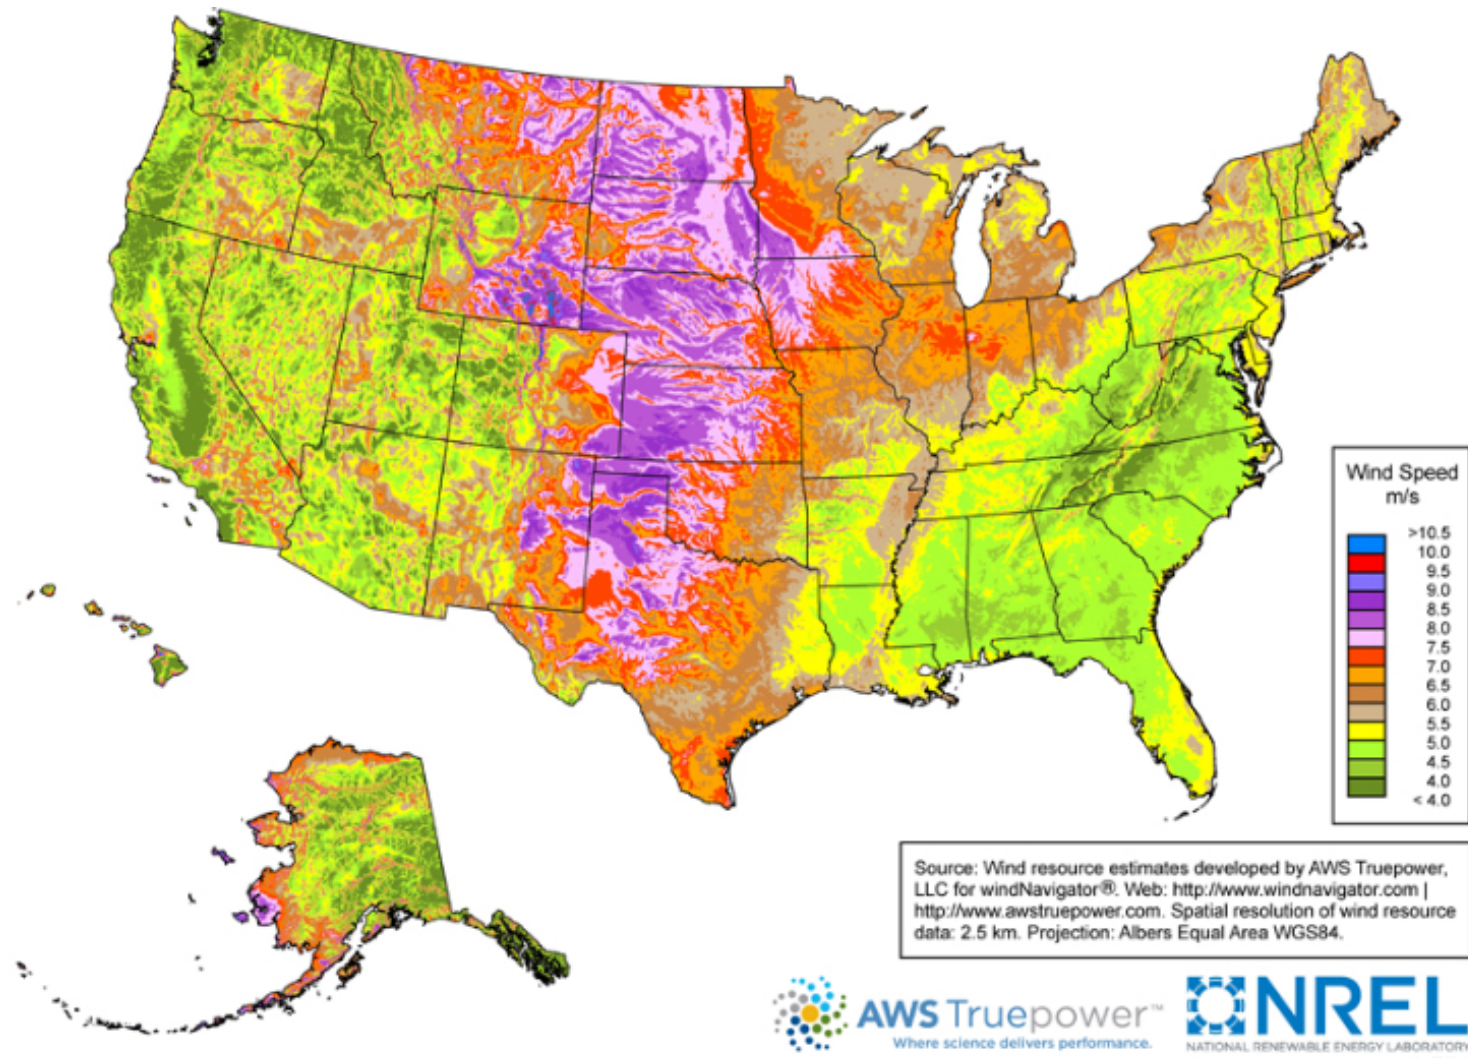 Wind Speed
m/s
>10.5
10.0
9.5
9.0
8.5
8.0
7.5
7.0
6.5
6.0
5.5
5.0
4.5
4.0
< 4.0
Source: Wind resource estimates developed by AWS Truepower,
LLC for windNavigator®. Web: http://www.windnavigator.com |
http://www.awstruepower.com. Spatial resolution of wind resource
data: 2.5 km. Projection: Albers Equal Area WGS84.
AWS Truepower™
Where science delivers performance.
NREL
NATIONAL RENEWABLE ENERGY LABORATORY